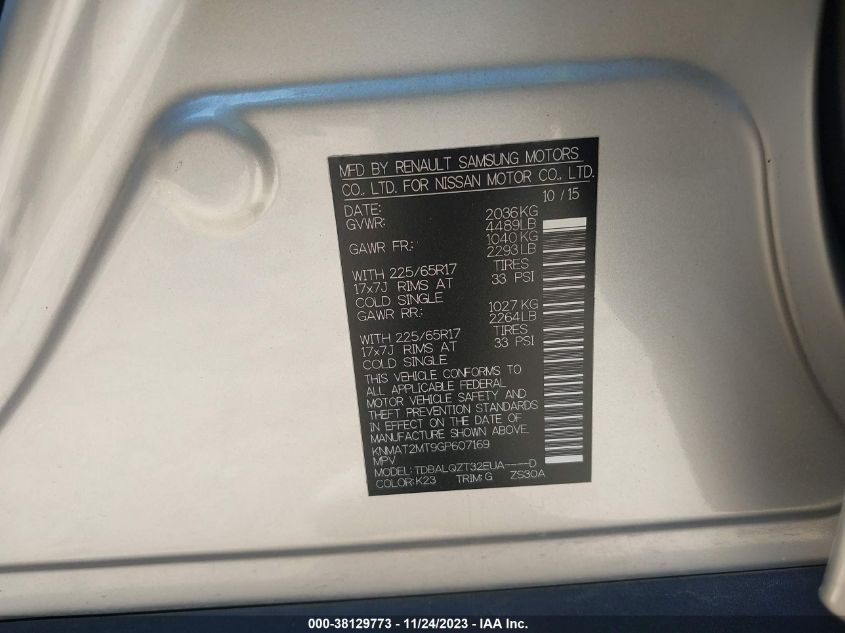 MFD BY RENAULT SAMSUNG MOTORS
CO., LTD. FOR NISSAN MOTOR CO., LTD.
DATE: 10/15
GVWR: 2036KG
4489LB
GAWR FR: 1040KG
2293LB
WITH 225/65R17 TIRES
17x7J RIMS AT 33 PSI
COLD SINGLE
GAWR RR: 1027KG
2264LB
WITH 225/65R17 TIRES
17x7J RIMS AT 33 PSI
COLD SINGLE
THIS VEHICLE CONFORMS TO
ALL APPLICABLE FEDERAL
MOTOR VEHICLE SAFETY AND
THEFT PREVENTION STANDARDS
IN EFFECT ON THE DATE OF
MANUFACTURE SHOWN ABOVE.
KNMAT2MT9GP607169
MPV
MODEL: TDBALQZT32EUA----D
COLOR:K23 TRIM:G ZS30A
000-38129773 - 11/24/2023 - IAA Inc.